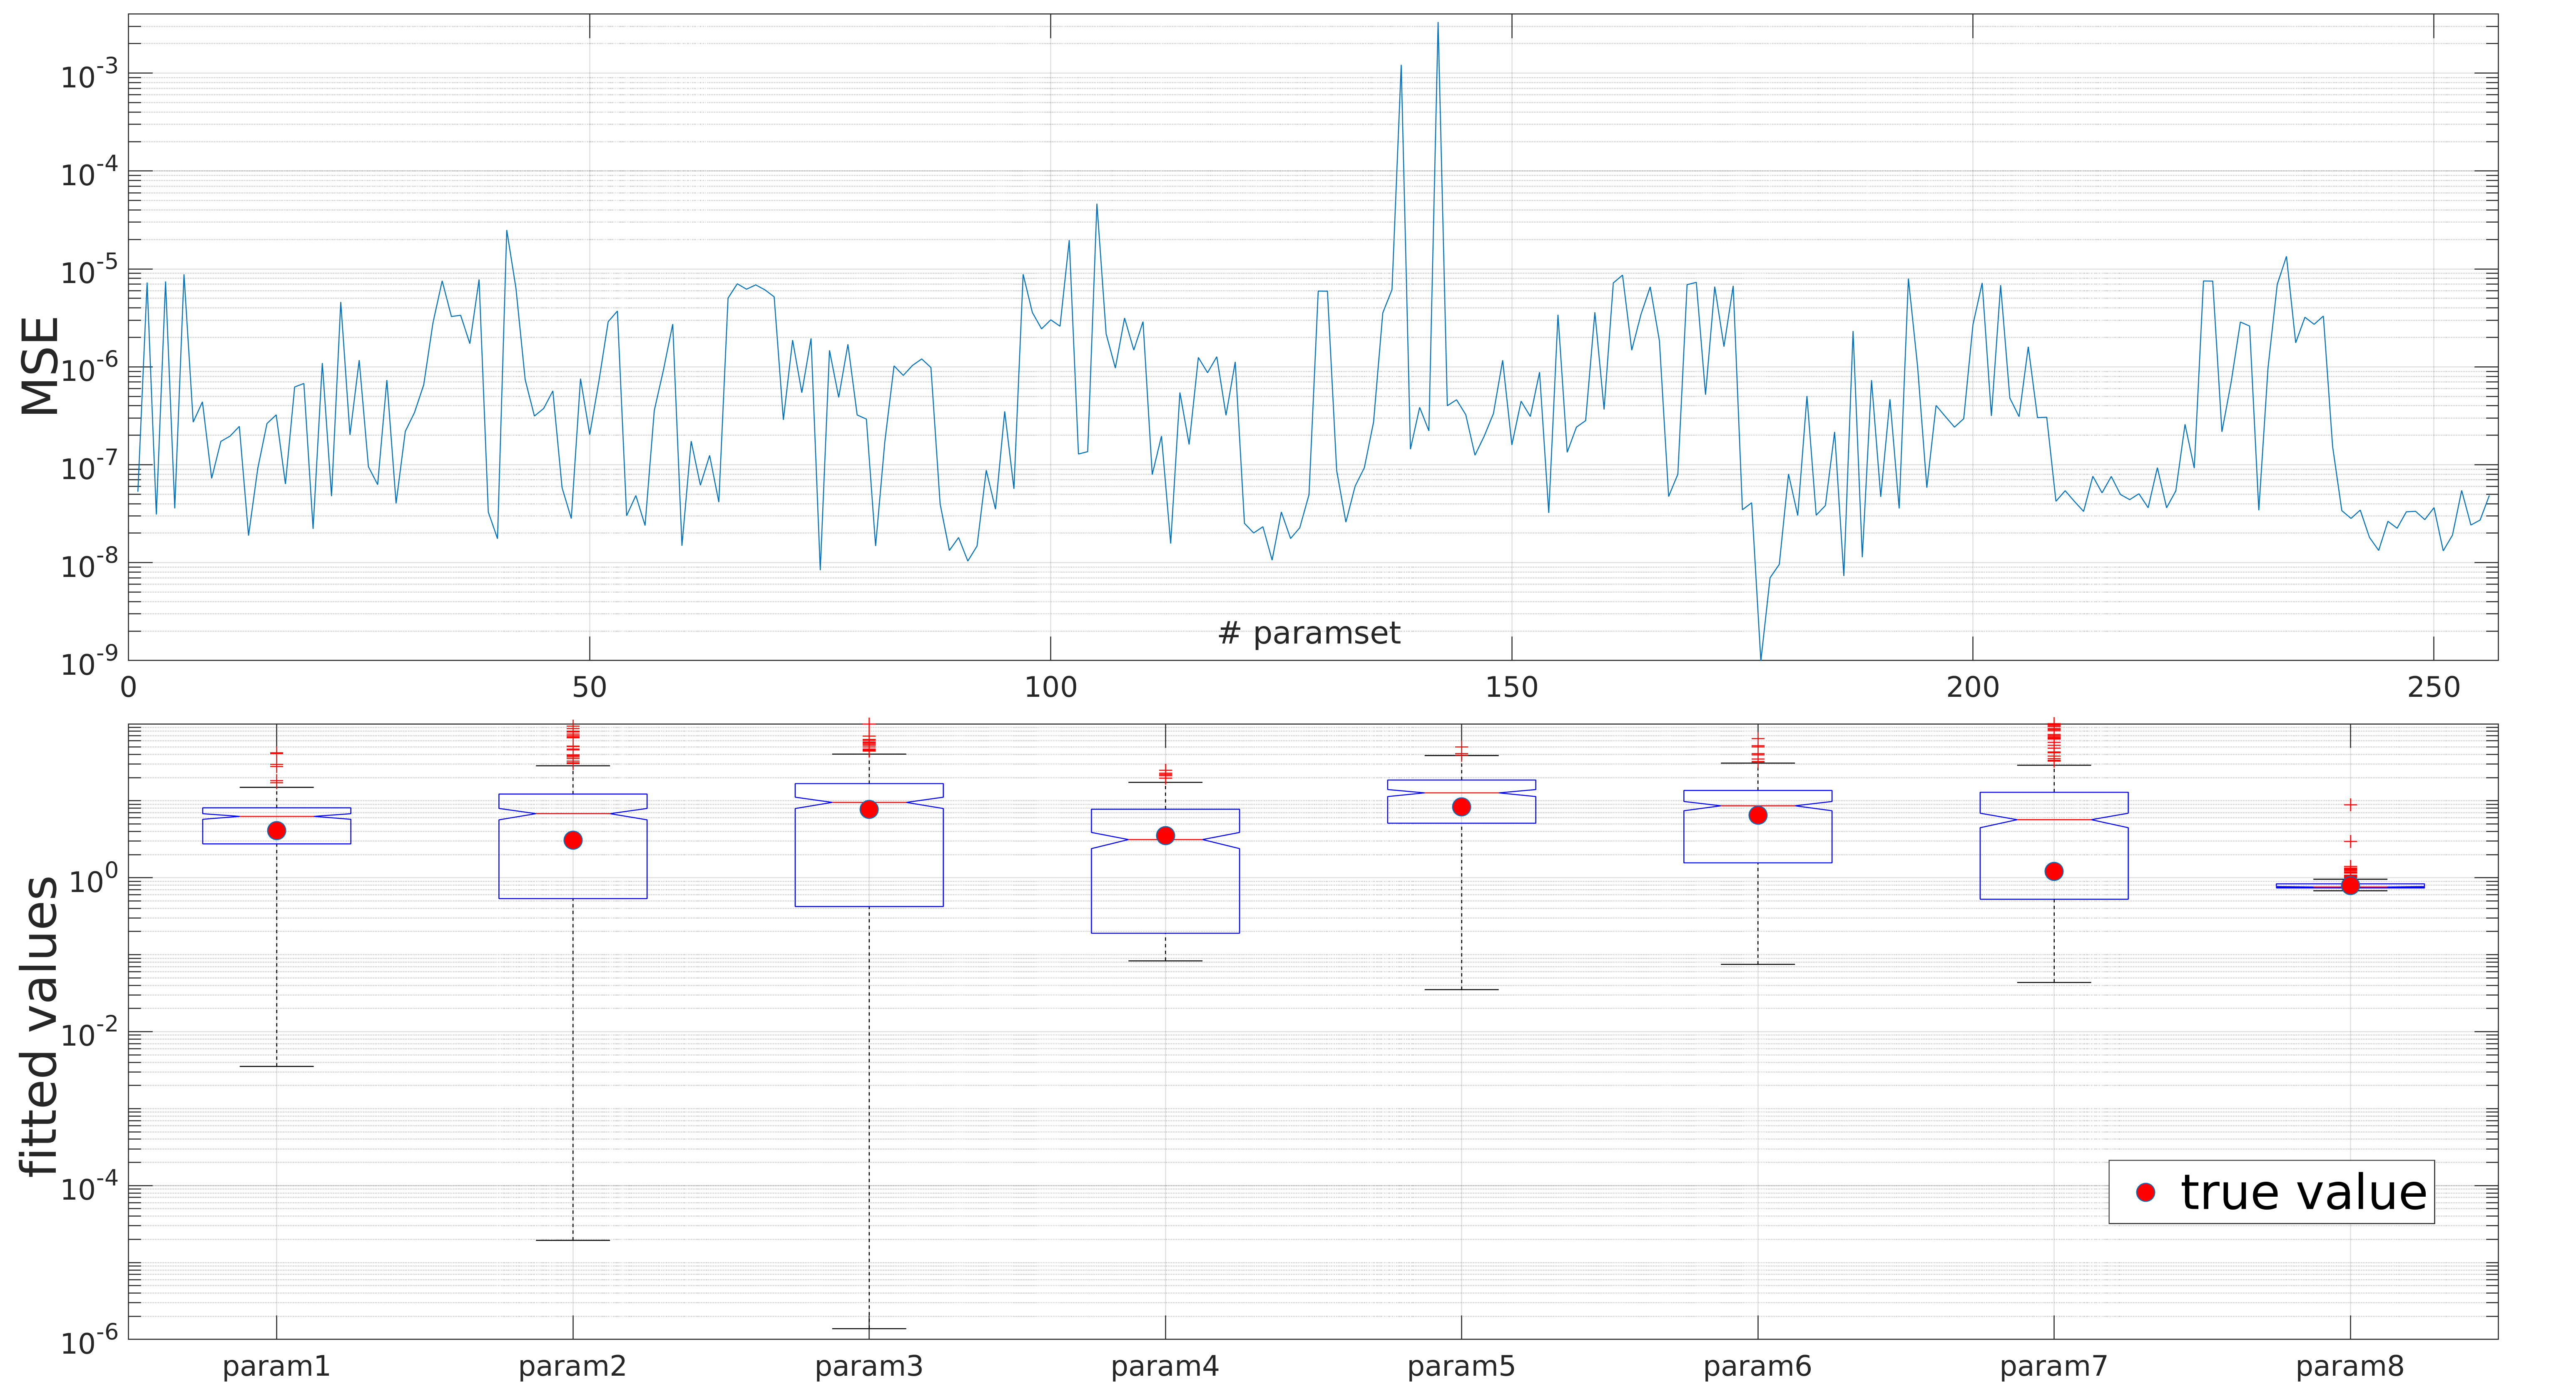 MSE
10^-3
10^-4
10^-5
10^-6
10^-7
10^-8
10^-9
# paramset
0 50 100 150 200 250
fitted values
10^0
10^-2
10^-4
10^-6
true value
param1 param2 param3 param4 param5 param6 param7 param8